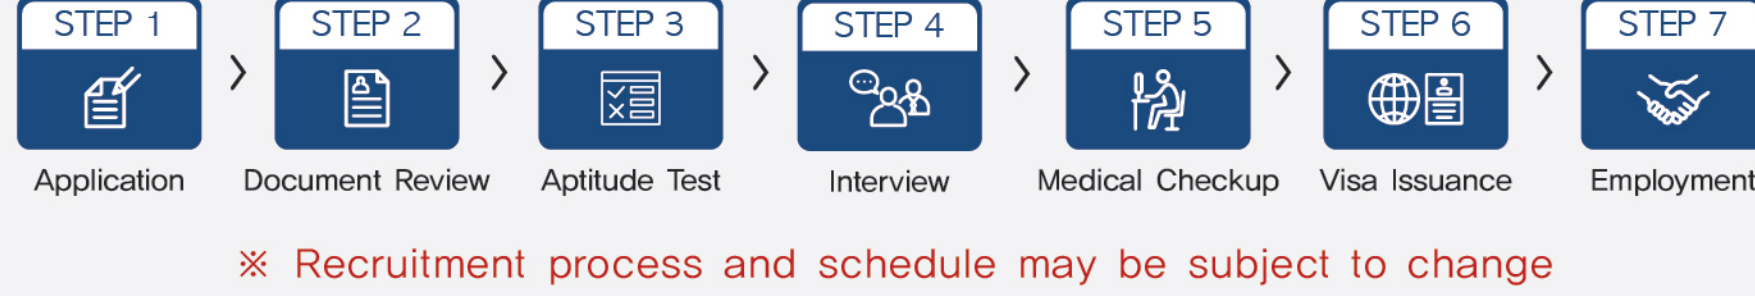 STEP 1 STEP 2 STEP 3 STEP 4 STEP 5 STEP 6 STEP 7
Application Document Review Aptitude Test Interview Medical Checkup Visa Issuance Employment
※ Recruitment process and schedule may be subject to change